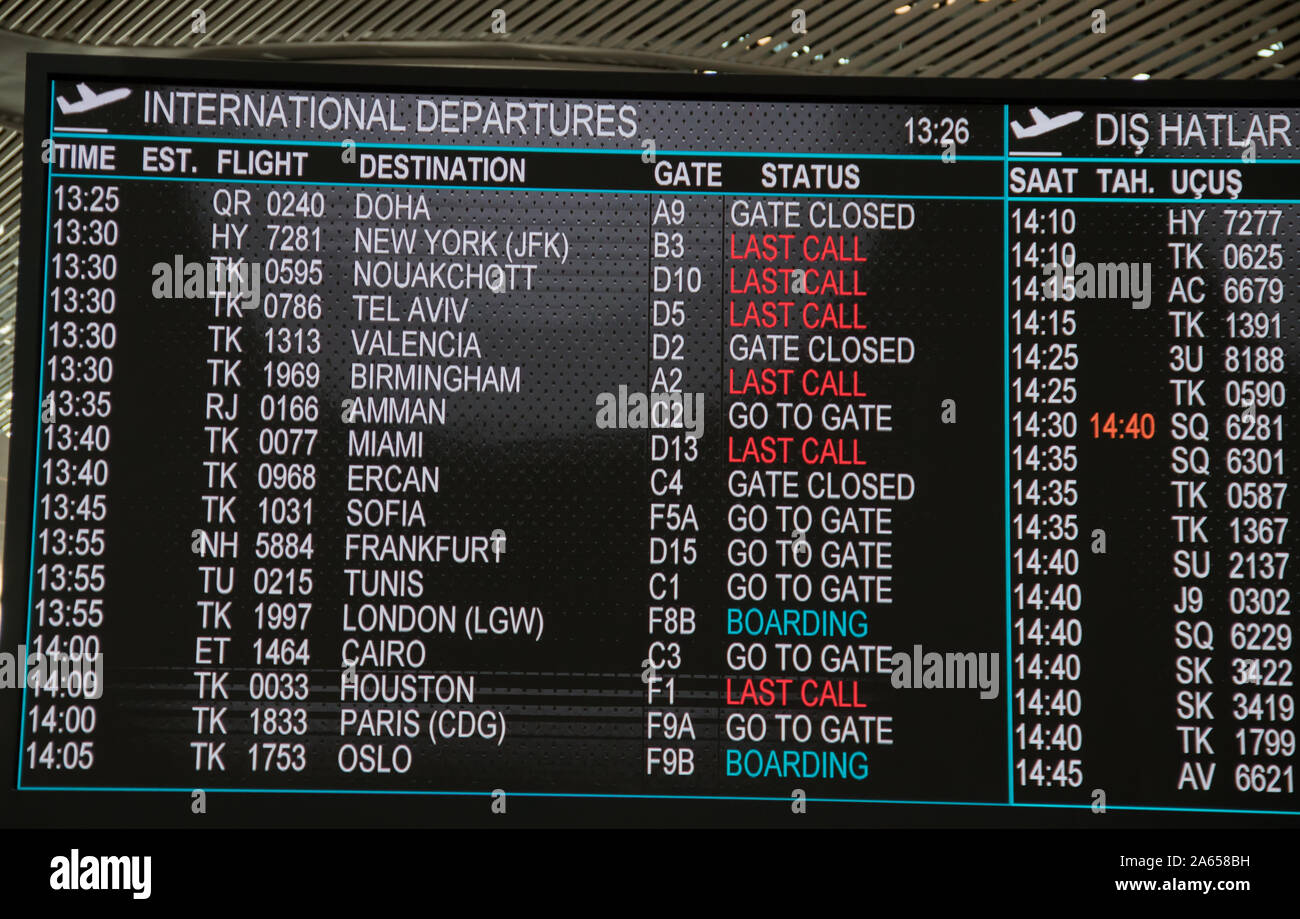 INTERNATIONAL DEPARTURES 13:26
TIME EST. FLIGHT DESTINATION GATE STATUS
13:25 QR 0240 DOHA A9 GATE CLOSED
13:30 HY 7281 NEW YORK (JFK) B3 LAST CALL
13:30 TK 0595 NOUAKCHOTT D10 LAST CALL
13:30 TK 0786 TEL AVIV D5 LAST CALL
13:30 TK 1313 VALENCIA D2 GATE CLOSED
13:30 TK 1969 BIRMINGHAM A2 LAST CALL
13:35 RJ 0166 AMMAN C2 GO TO GATE
13:40 TK 0077 MIAMI D13 LAST CALL
13:40 TK 0968 ERCAN C4 GATE CLOSED
13:45 TK 1031 SOFIA F5A GO TO GATE
13:55 NH 5884 FRANKFURT D15 GO TO GATE
13:55 TU 0215 TUNIS C1 GO TO GATE
13:55 TK 1997 LONDON (LGW) F8B BOARDING
14:00 ET 1464 CAIRO C3 GO TO GATE
14:00 TK 0033 HOUSTON F1 LAST CALL
14:00 TK 1833 PARIS (CDG) F9A GO TO GATE
14:05 TK 1753 OSLO F9B BOARDING
DIŞ HATLAR
SAAT TAH. UÇUŞ
14:10 HY 7277
14:10 TK 0625
14:15 AC 6679
14:15 TK 1391
14:25 3U 8188
14:25 TK 0590
14:30 14:40 SQ 6281
14:35 SQ 6301
14:35 TK 0587
14:35 TK 1367
14:40 SU 2137
14:40 J9 0302
14:40 SQ 6229
14:40 SK 3422
14:40 SK 3419
14:40 TK 1799
14:45 AV 6621
alamy
alamy
Image ID: 2A658BH
www.alamy.com